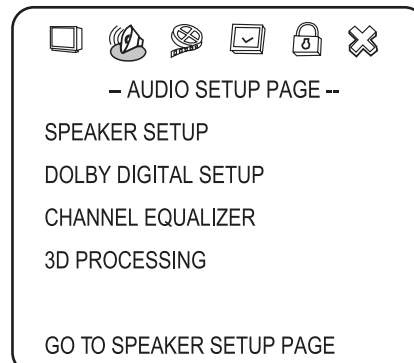 – AUDIO SETUP PAGE --
SPEAKER SETUP
DOLBY DIGITAL SETUP
CHANNEL EQUALIZER
3D PROCESSING
GO TO SPEAKER SETUP PAGE